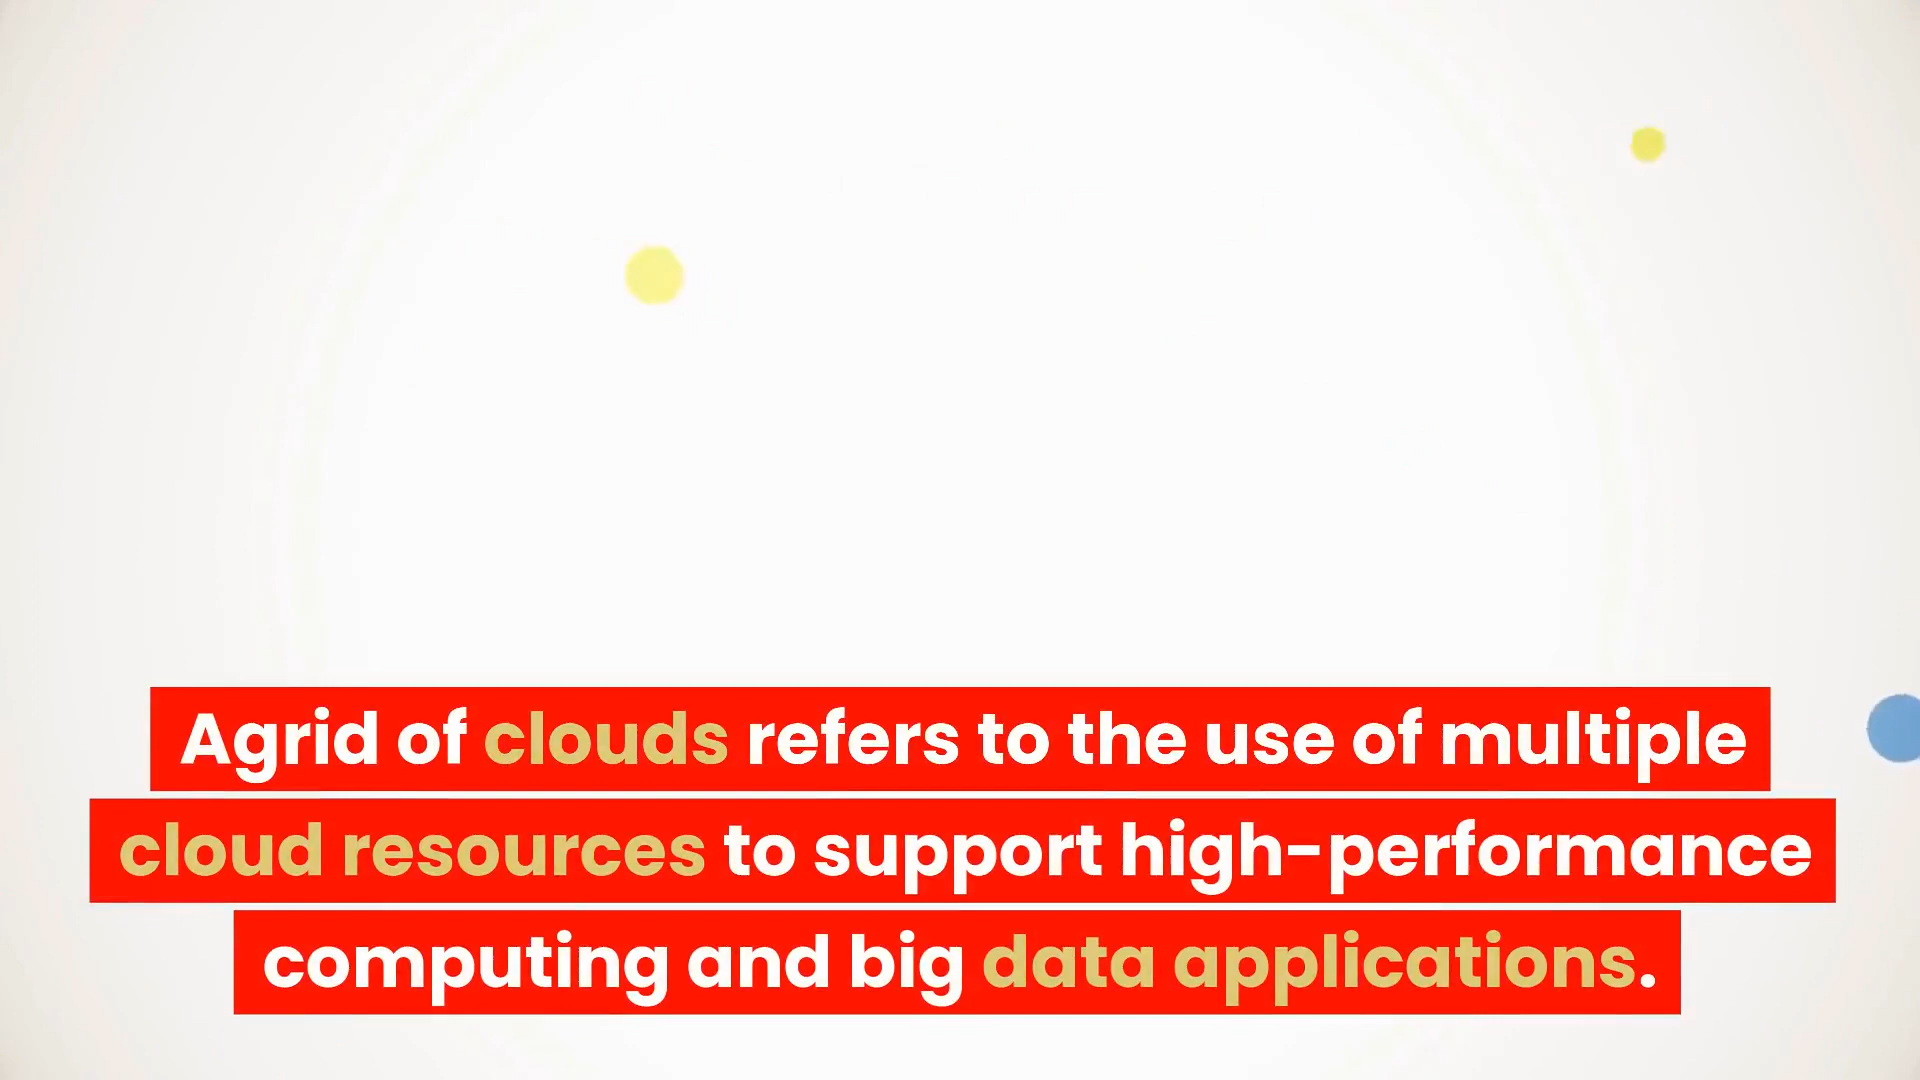 Agrid of clouds refers to the use of multiple
cloud resources to support high-performance
computing and big data applications.